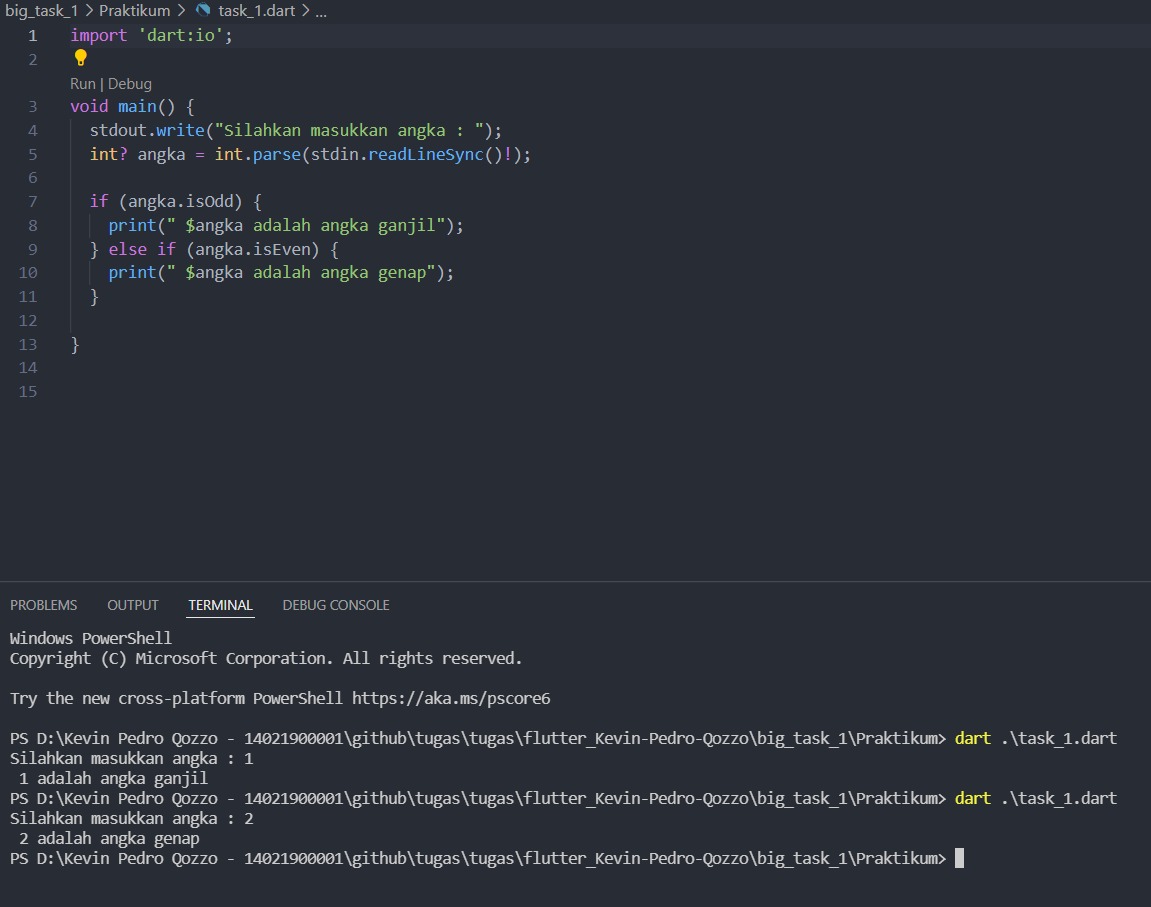 big_task_1 > Praktikum > task_1.dart > ...
1 import 'dart:io';
2
Run | Debug
3 void main() {
4 stdout.write("Silahkan masukkan angka : ");
5 int? angka = int.parse(stdin.readLineSync()!);
6
7 if (angka.isOdd) {
8 print(" $angka adalah angka ganjil");
9 } else if (angka.isEven) {
10 print(" $angka adalah angka genap");
11 }
12
13 }
14
15
PROBLEMS OUTPUT TERMINAL DEBUG CONSOLE
Windows PowerShell
Copyright (C) Microsoft Corporation. All rights reserved.
Try the new cross-platform PowerShell https://aka.ms/pscore6
PS D:\Kevin Pedro Qozzo - 14021900001\github\tugas\tugas\flutter_Kevin-Pedro-Qozzo\big_task_1\Praktikum> dart .\task_1.dart
Silahkan masukkan angka : 1
1 adalah angka ganjil
PS D:\Kevin Pedro Qozzo - 14021900001\github\tugas\tugas\flutter_Kevin-Pedro-Qozzo\big_task_1\Praktikum> dart .\task_1.dart
Silahkan masukkan angka : 2
2 adalah angka genap
PS D:\Kevin Pedro Qozzo - 14021900001\github\tugas\tugas\flutter_Kevin-Pedro-Qozzo\big_task_1\Praktikum>